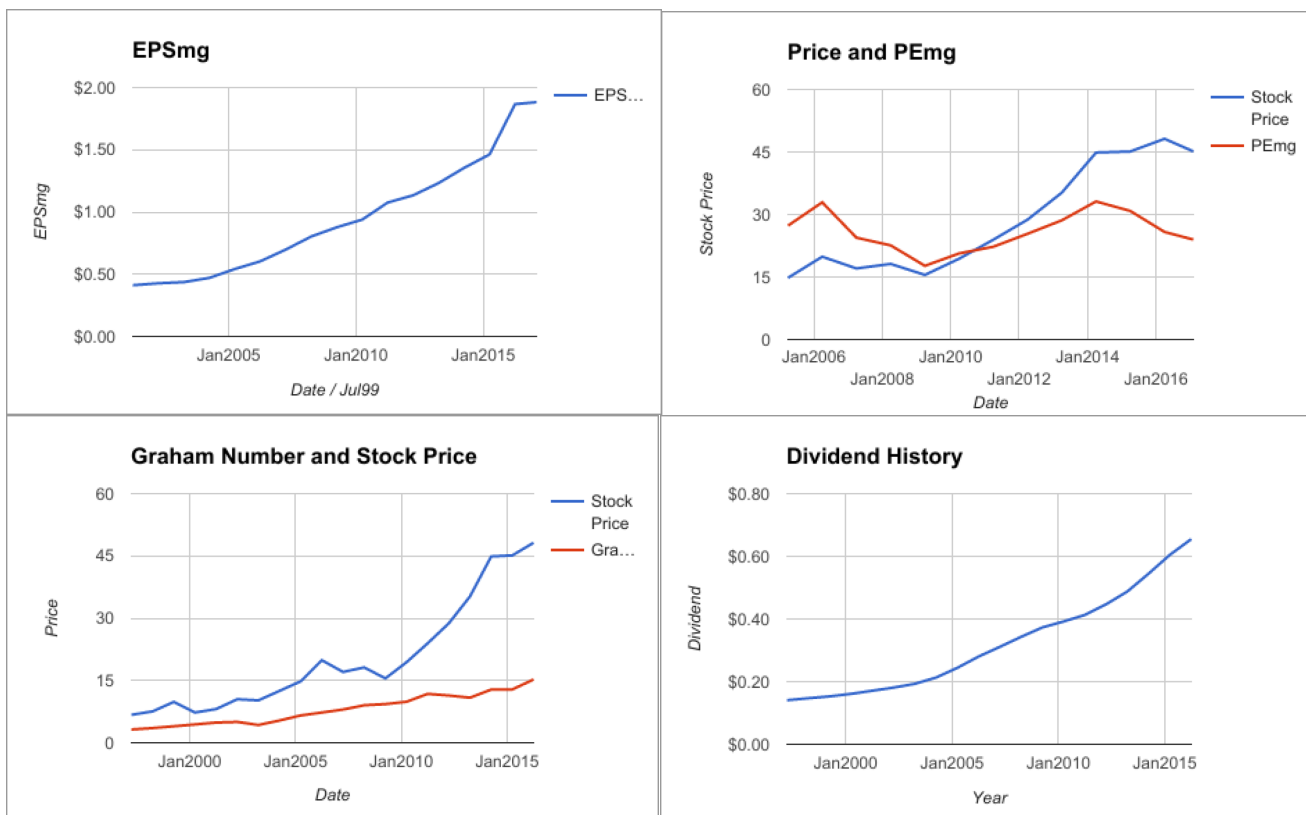 EPSmg
$2.00
$1.50
$1.00
$0.50
$0.00
EPSmg
Jan2005 Jan2010 Jan2015
Date / Jul99
EPS…
Price and PEmg
60
45
30
15
0
Stock Price
Jan2006 Jan2010 Jan2014
Jan2008 Jan2012 Jan2016
Date
Stock
Price
PEmg
Graham Number and Stock Price
60
45
30
15
0
Price
Jan2000 Jan2005 Jan2010 Jan2015
Date
Stock
Price
Gra…
Dividend History
$0.80
$0.60
$0.40
$0.20
$0.00
Dividend
Jan2000 Jan2005 Jan2010 Jan2015
Year